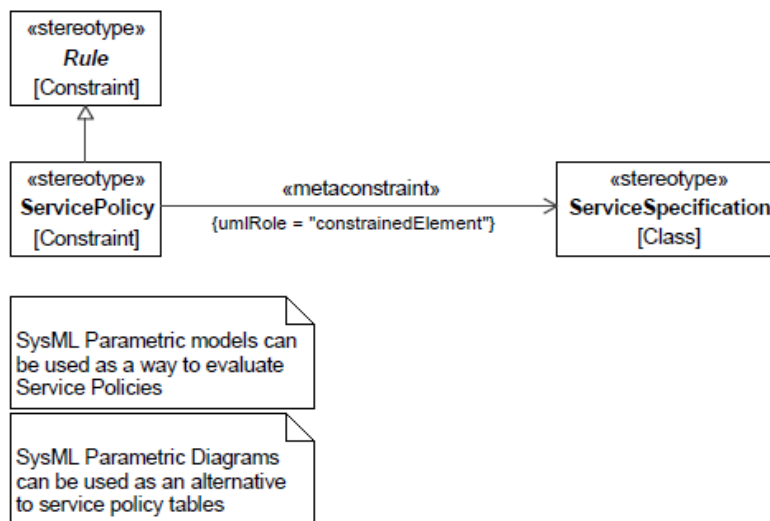 «stereotype»
Rule
[Constraint]
«stereotype»
ServicePolicy
[Constraint]
«metaconstraint»
{umlRole = "constrainedElement"}
«stereotype»
ServiceSpecification
[Class]
SysML Parametric models can
be used as a way to evaluate
Service Policies
SysML Parametric Diagrams
can be used as an alternative
to service policy tables